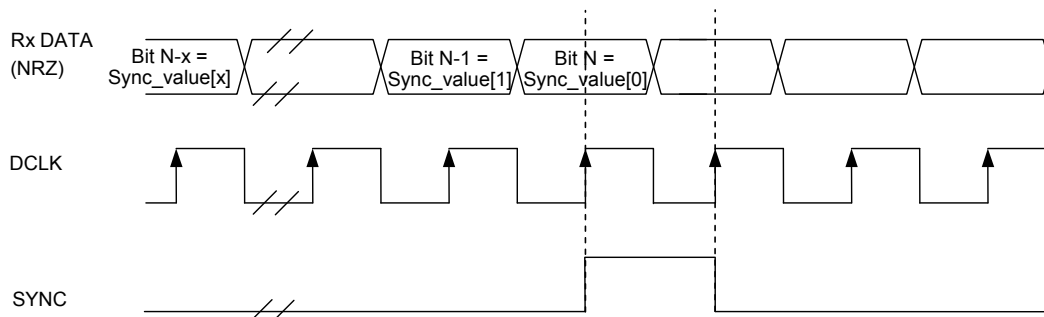 Rx DATA
(NRZ)
Bit N-x =
Sync_value[x]
Bit N-1 =
Sync_value[1]
Bit N =
Sync_value[0]
DCLK
SYNC